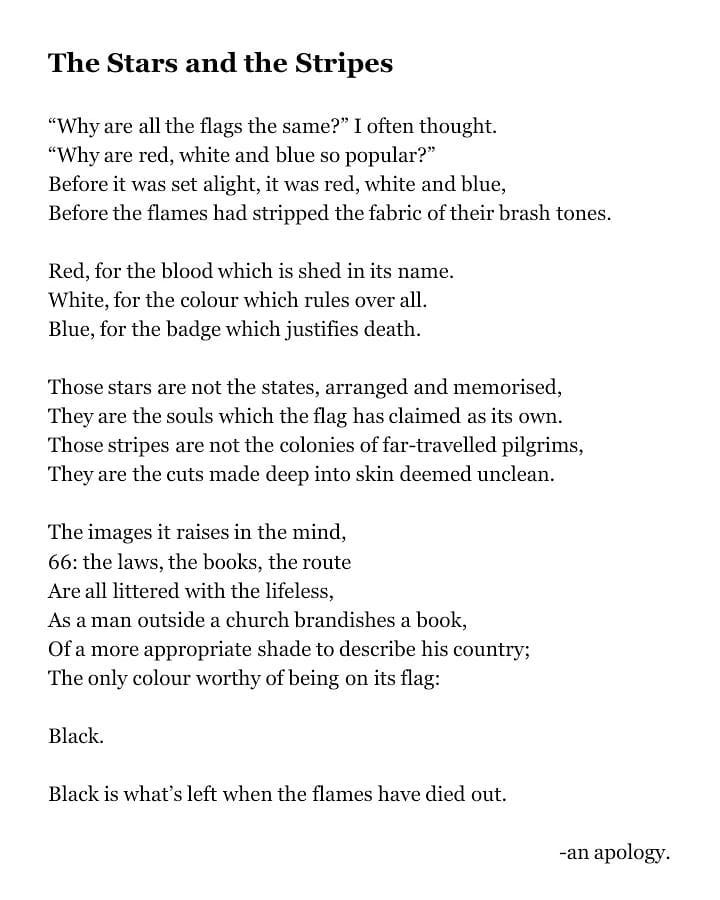 The Stars and the Stripes
“Why are all the flags the same?” I often thought.
“Why are red, white and blue so popular?”
Before it was set alight, it was red, white and blue,
Before the flames had stripped the fabric of their brash tones.
Red, for the blood which is shed in its name.
White, for the colour which rules over all.
Blue, for the badge which justifies death.
Those stars are not the states, arranged and memorised,
They are the souls which the flag has claimed as its own.
Those stripes are not the colonies of far-travelled pilgrims,
They are the cuts made deep into skin deemed unclean.
The images it raises in the mind,
66: the laws, the books, the route
Are all littered with the lifeless,
As a man outside a church brandishes a book,
Of a more appropriate shade to describe his country;
The only colour worthy of being on its flag:
Black.
Black is what’s left when the flames have died out.
-an apology.